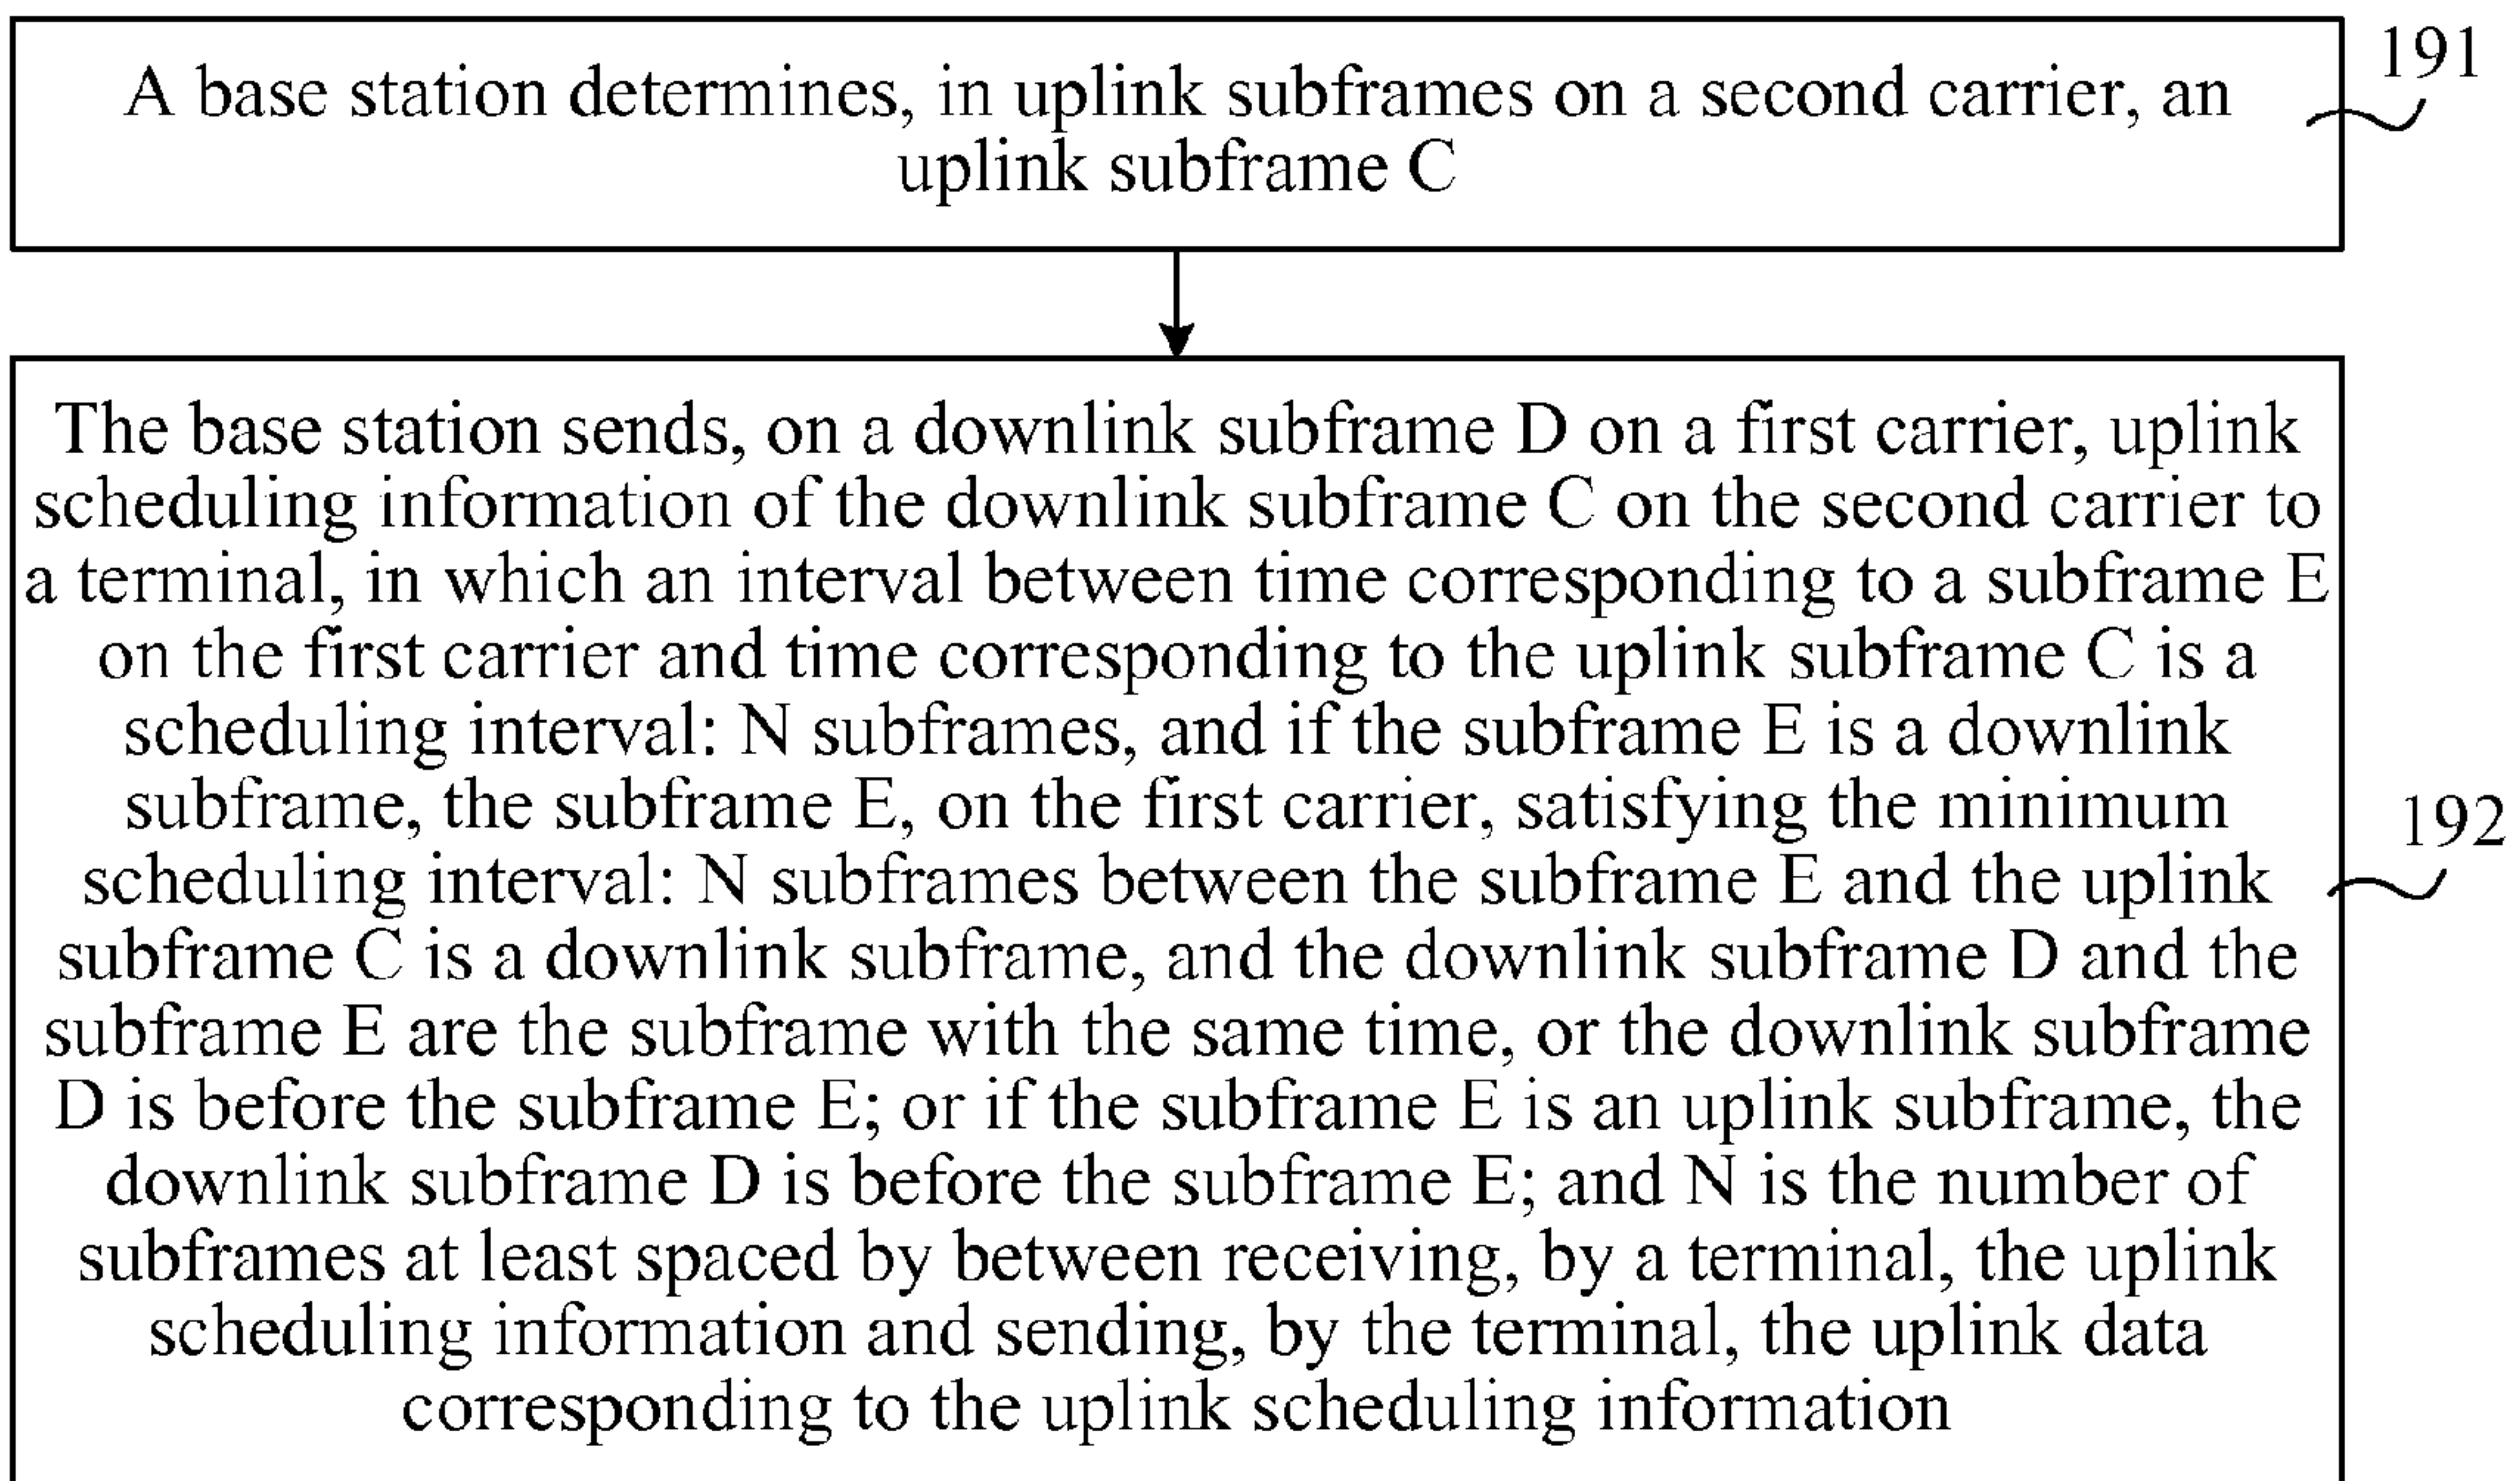 191
A base station determines, in uplink subframes on a second carrier, an
uplink subframe C
The base station sends, on a downlink subframe D on a first carrier, uplink
scheduling information of the downlink subframe C on the second carrier to
a terminal, in which an interval between time corresponding to a subframe E
on the first carrier and time corresponding to the uplink subframe C is a
scheduling interval: N subframes, and if the subframe E is a downlink
subframe, the subframe E, on the first carrier, satisfying the minimum
scheduling interval: N subframes between the subframe E and the uplink
subframe C is a downlink subframe, and the downlink subframe D and the
subframe E are the subframe with the same time, or the downlink subframe
D is before the subframe E; or if the subframe E is an uplink subframe, the
downlink subframe D is before the subframe E; and N is the number of
subframes at least spaced by between receiving, by a terminal, the uplink
scheduling information and sending, by the terminal, the uplink data
corresponding to the uplink scheduling information
192